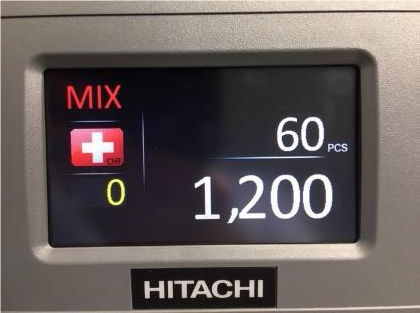 MIX
CHF
0
60 PCS
1,200
HITACHI